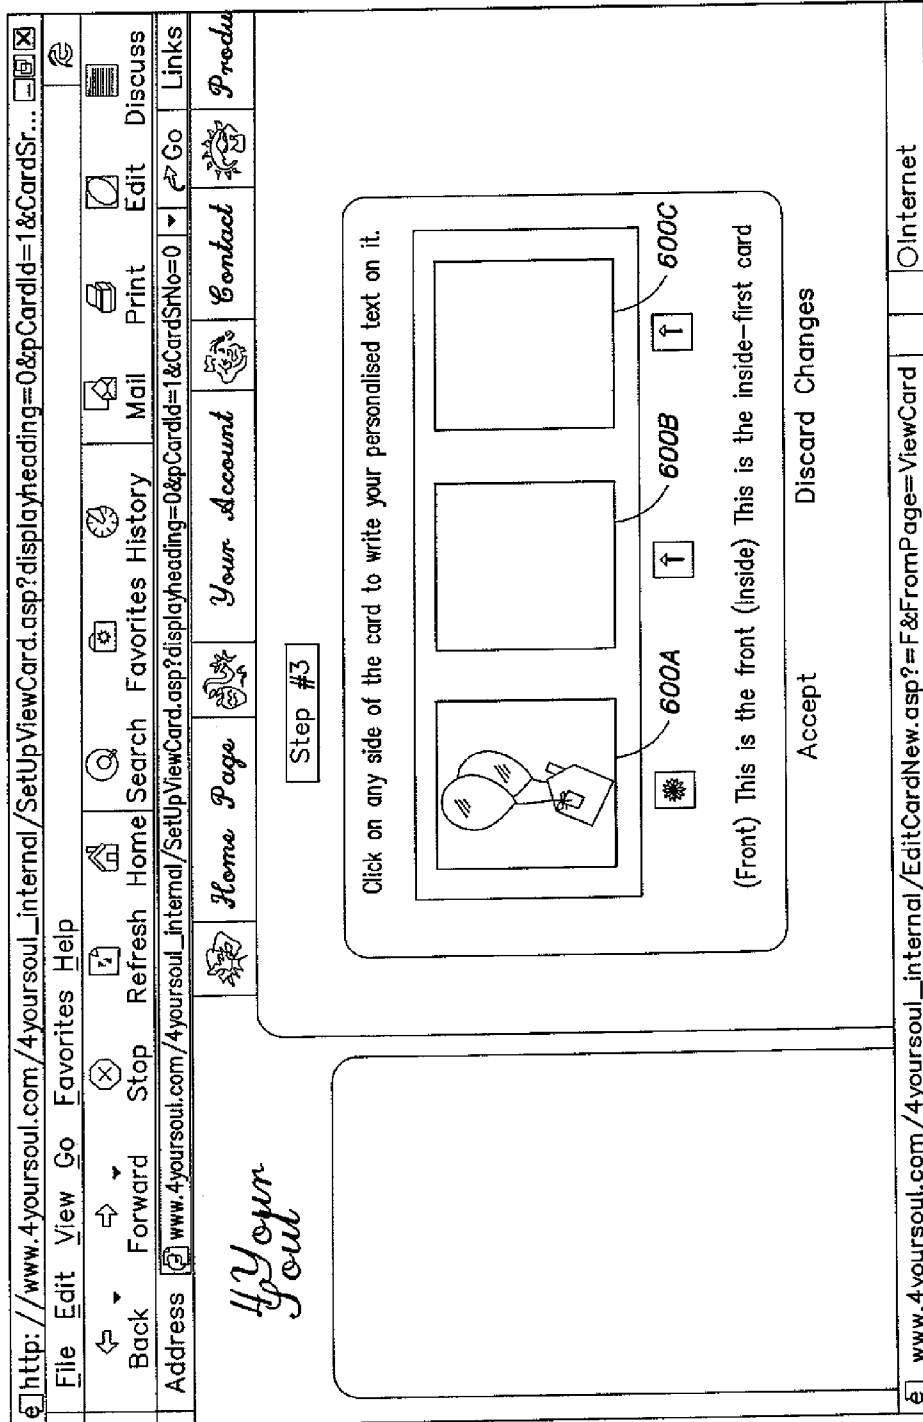 http://www.4yoursoul.com/4yoursoul_internal/SetUpViewCard.asp?displayheading=0&pCardId=1&CardSr...
File Edit View Go Favorites Help
Back Forward Stop Refresh Home Search Favorites History Mail Print Edit Discuss
Address www.4yoursoul.com/4yoursoul_internal/SetUpViewCard.asp?displayheading=0&pCardId=1&CardSrNo=0 Go Links
Home Page Your Account Contact Produ
4Your Soul
Step #3
Click on any side of the card to write your personalised text on it.
600A 600B 600C
(Front) This is the front (Inside) This is the inside-first card
Accept Discard Changes
www.4yoursoul.com/4yoursoul_internal/EditCardNew.asp?=F&FromPage=ViewCard Internet